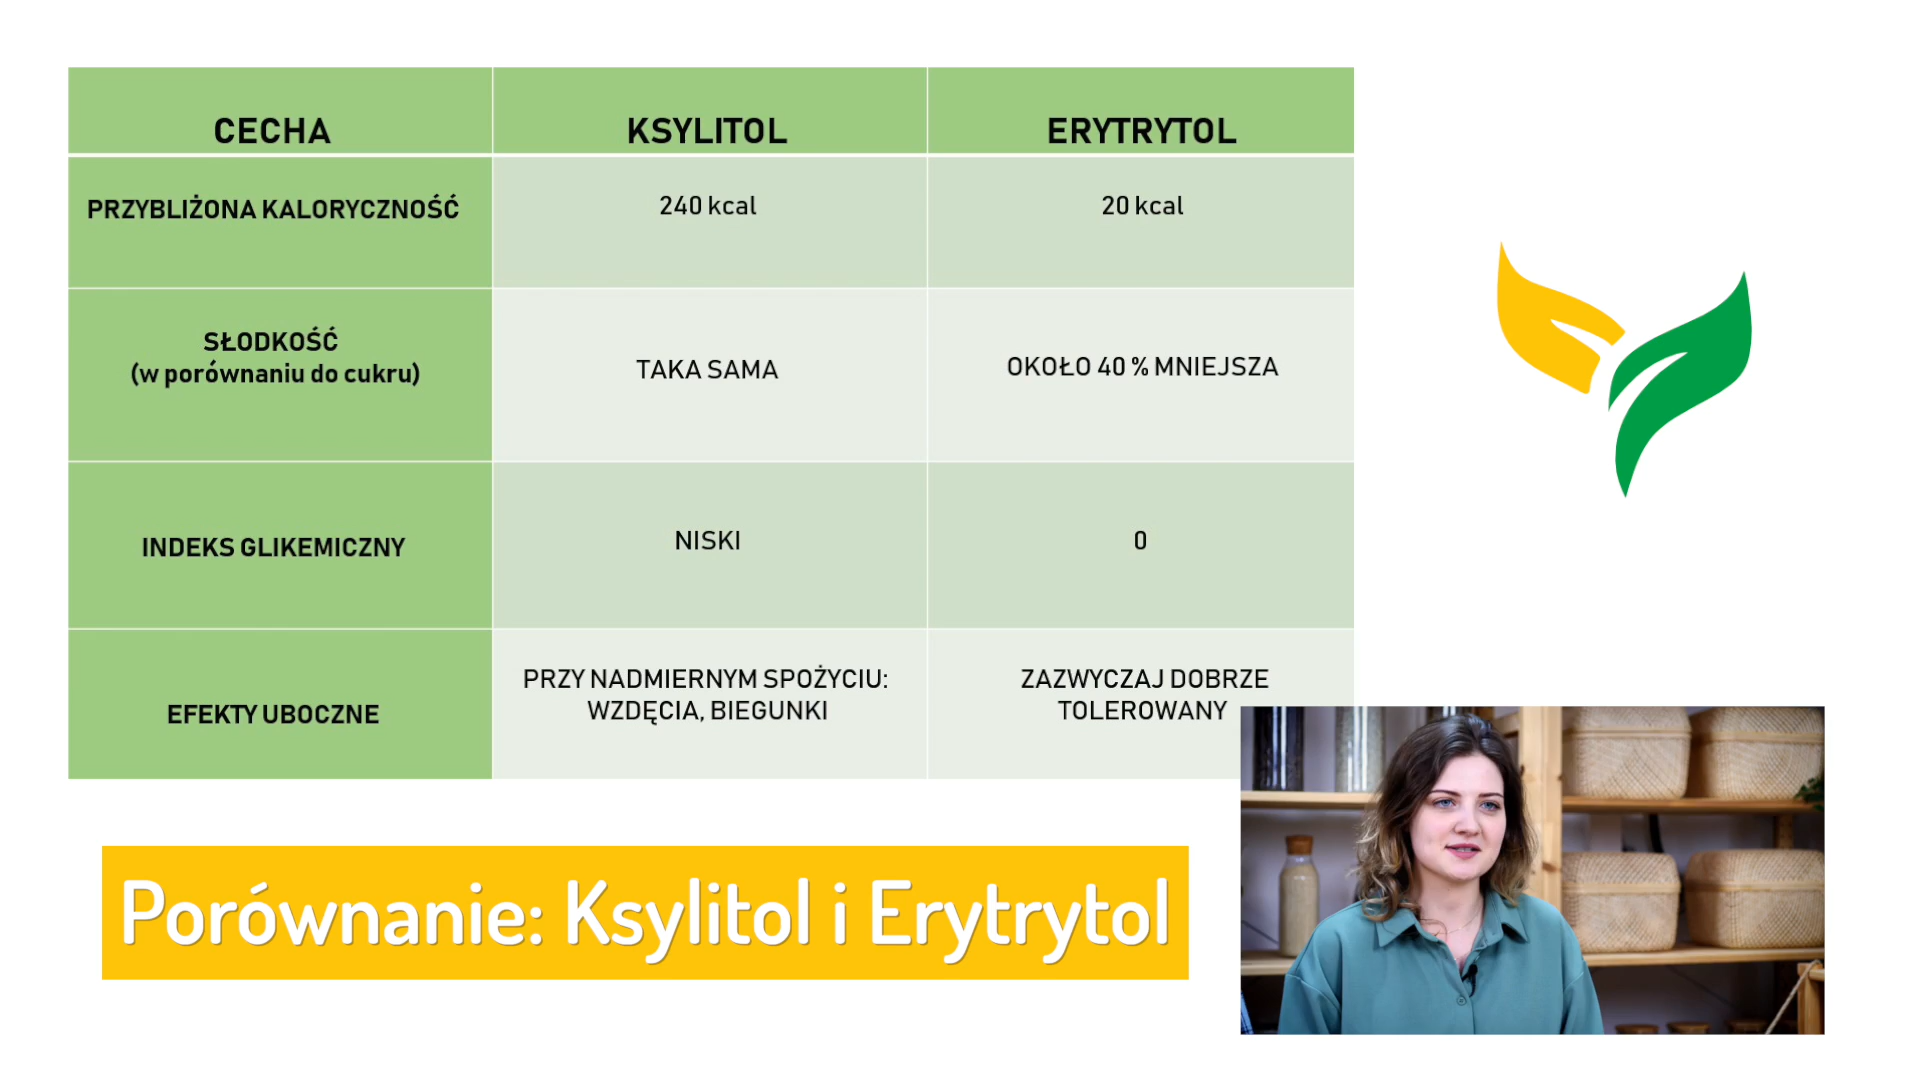 CECHA
KSYLITOL
ERYTRYTOL
PRZYBLIŻONA KALORYCZNOŚĆ
240 kcal
20 kcal
SŁODKOŚĆ
(w porównaniu do cukru)
TAKA SAMA
OKOŁO 40 % MNIEJSZA
INDEKS GLIKEMICZNY
NISKI
0
EFEKTY UBOCZNE
PRZY NADMIERNYM SPOŻYCIU:
WZDĘCIA, BIEGUNKI
ZAZWYCZAJ DOBRZE
TOLEROWANY
Porównanie: Ksylitol i Erytrytol